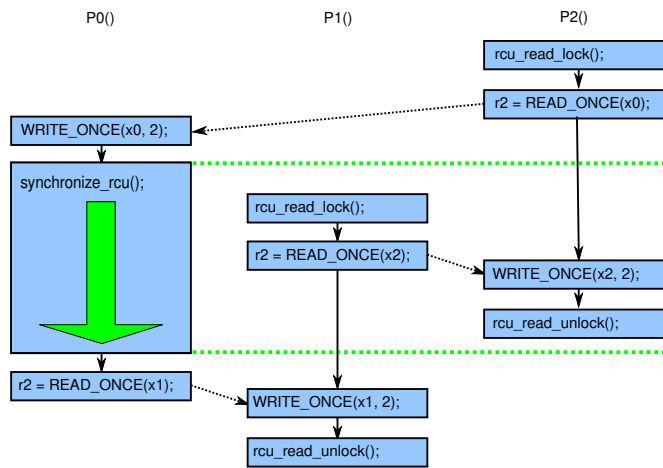 P0()
P1()
P2()
rcu_read_lock();
r2 = READ_ONCE(x0);
WRITE_ONCE(x0, 2);
synchronize_rcu();
rcu_read_lock();
r2 = READ_ONCE(x2);
WRITE_ONCE(x2, 2);
rcu_read_unlock();
r2 = READ_ONCE(x1);
WRITE_ONCE(x1, 2);
rcu_read_unlock();